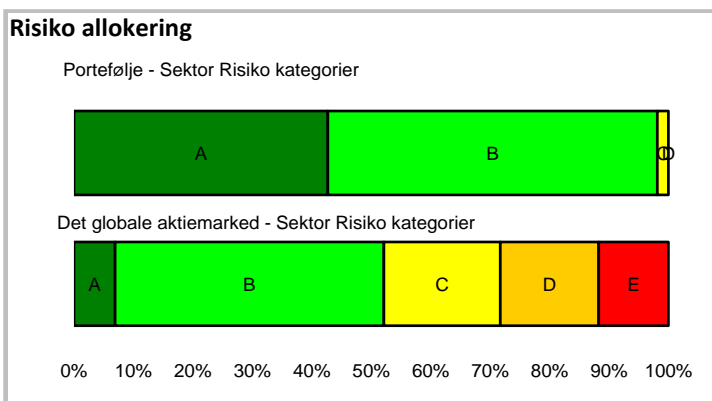 Risiko allokering
Portefølje - Sektor Risiko kategorier
A B C D
Det globale aktiemarked - Sektor Risiko kategorier
A B C D E
0% 10% 20% 30% 40% 50% 60% 70% 80% 90% 100%